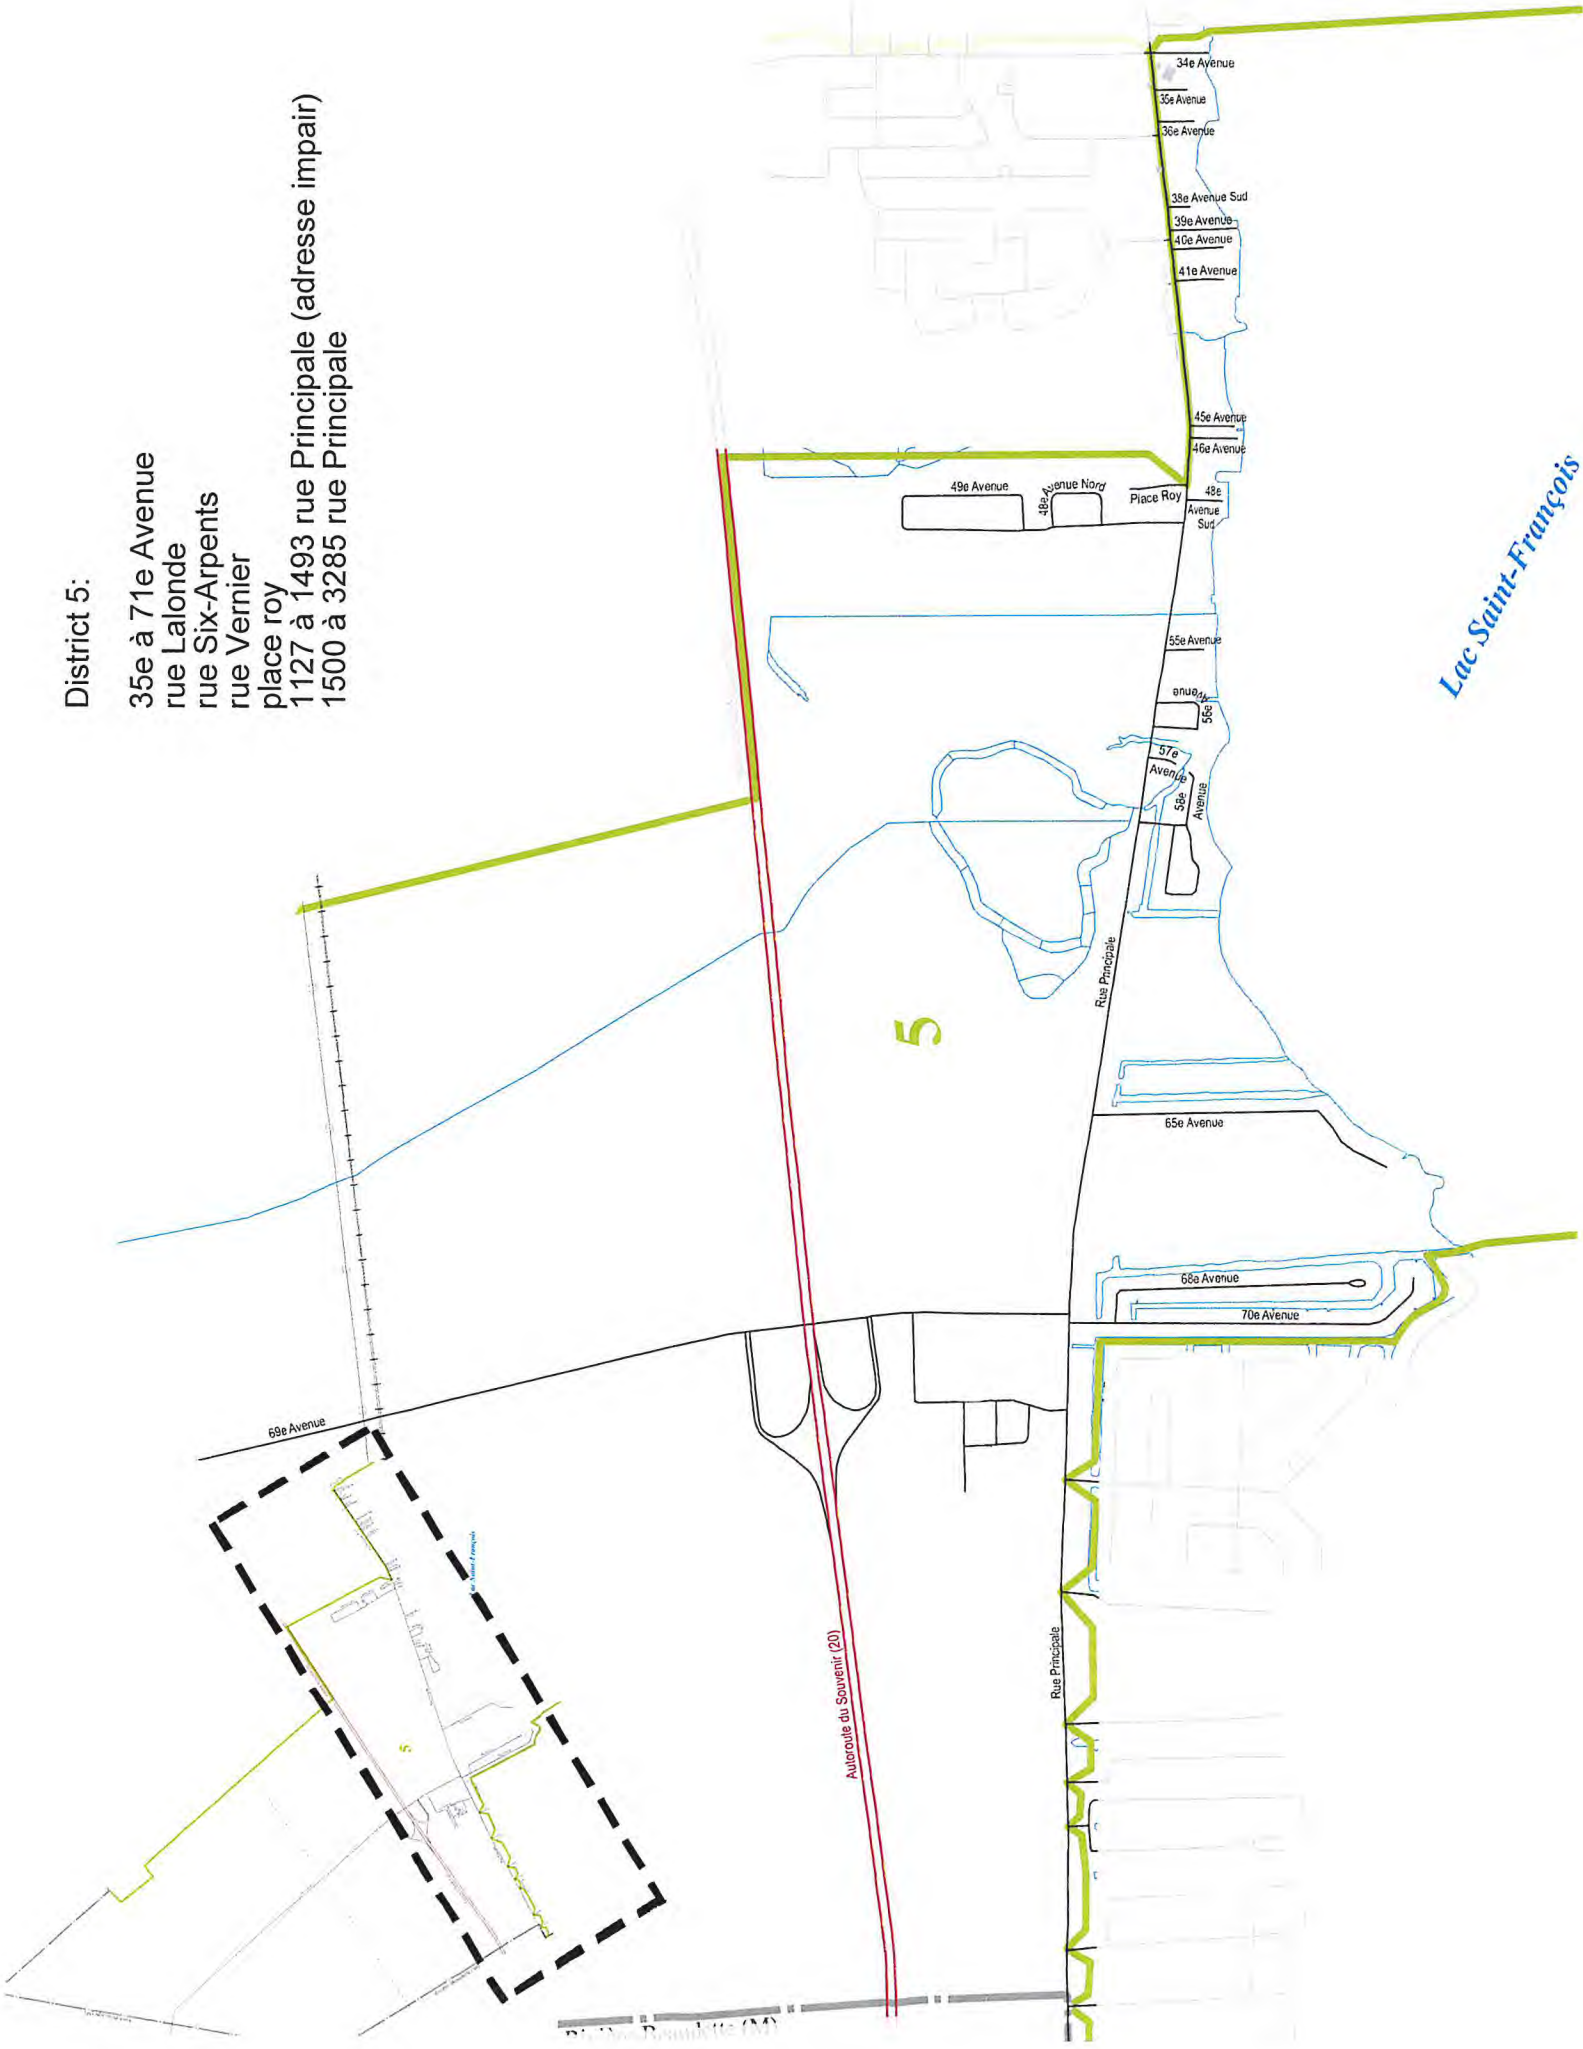 District 5:
35e à 71e Avenue
rue Lalonde
rue Six-Arpents
rue Vernier
place roy
1127 à 1493 rue Principale (adresse impair)
1500 à 3285 rue Principale
34e Avenue
35e Avenue
36e Avenue
38e Avenue Sud
39e Avenue
40e Avenue
41e Avenue
45e Avenue
46e Avenue
48e
Avenue
Sud
Place Roy
48e Avenue Nord
49e Avenue
55e Avenue
56e
Avenue
57e
Avenue
58e
Avenue
Rue Principale
5
65e Avenue
68e Avenue
70e Avenue
69e Avenue
Lac Saint-François
Lac Saint-François
5
Autoroute du Souvenir (20)
Rue Principale